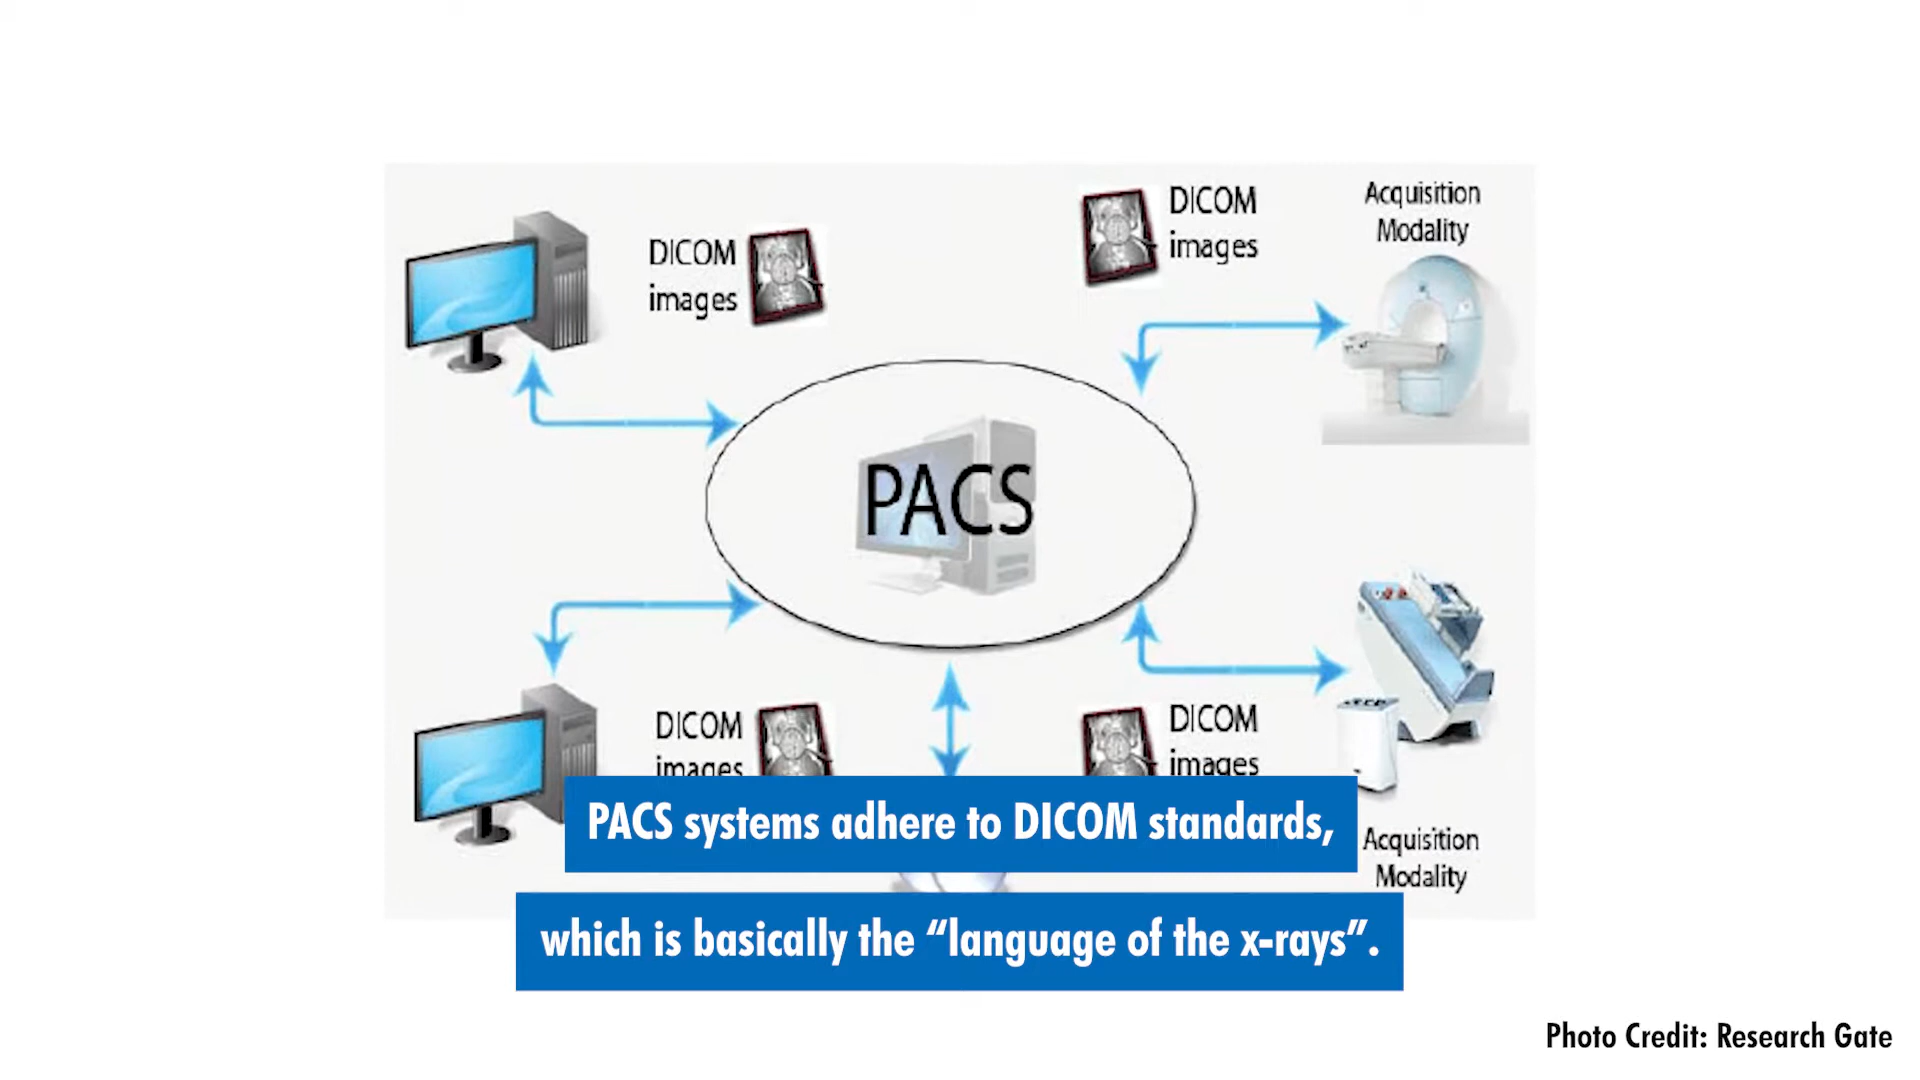 DICOM
images
DICOM
images
Acquisition
Modality
PACS
DICOM
images
DICOM
images
Acquisition
Modality
PACS systems adhere to DICOM standards,
which is basically the “language of the x-rays”.
Photo Credit: Research Gate